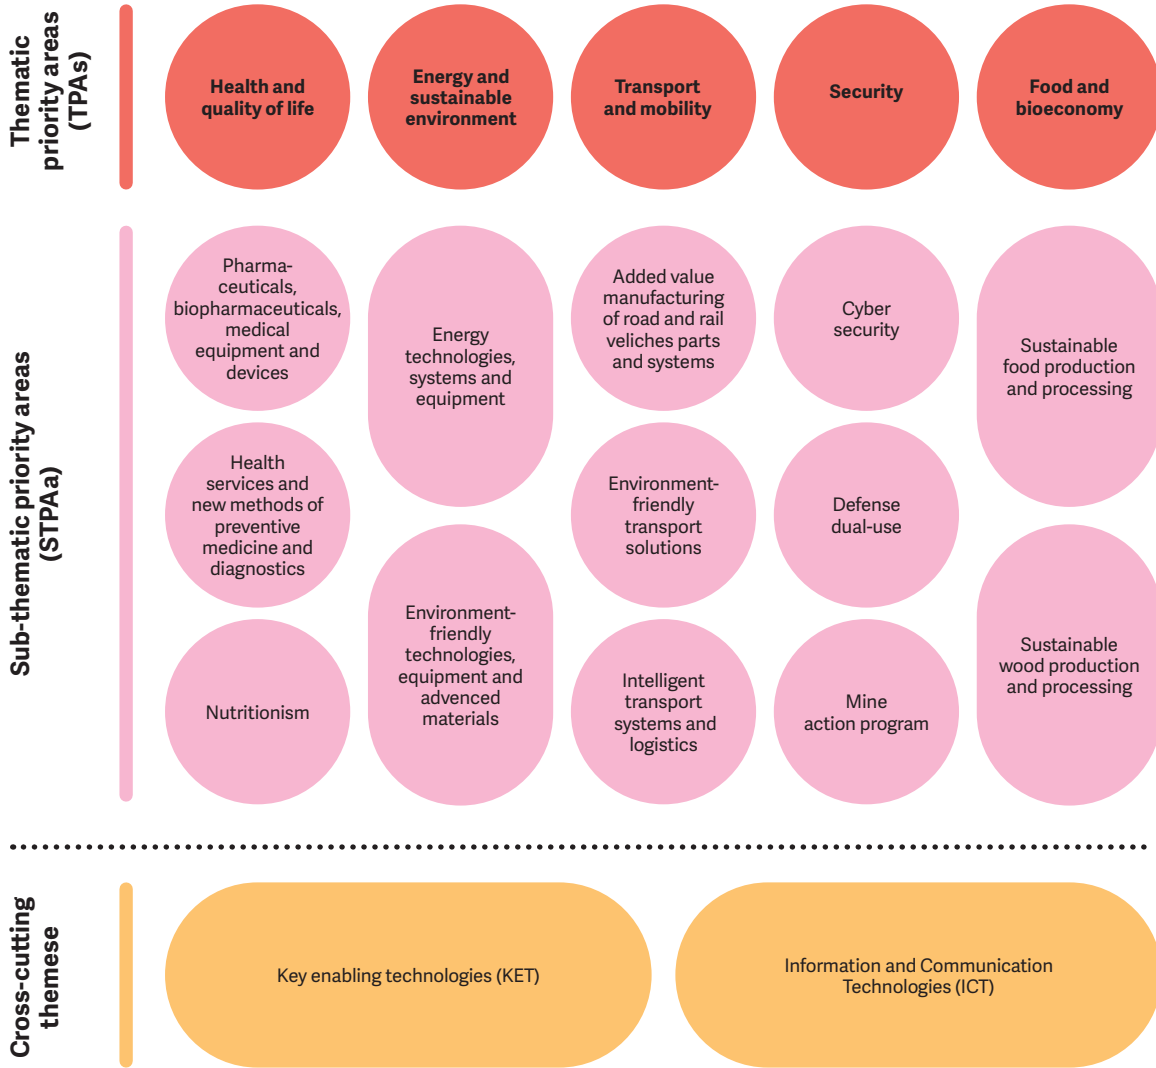 Thematic
priority areas
(TPAs)
Health and
quality of life
Energy and
sustainable
environment
Transport
and mobility
Security
Food and
bioeconomy
Sub-thematic priority areas
(STPAa)
Pharma-
ceuticals,
biopharmaceuticals,
medical
equipment and
devices
Health
services and
new methods of
preventive
medicine and
diagnostics
Nutritionism
Energy
technologies,
systems and
equipment
Environment-
friendly
technologies,
equipment and
advanced
materials
Added value
manufacturing
of road and rail
veliches parts
and systems
Environment-
friendly
transport
solutions
Intelligent
transport
systems and
logistics
Cyber
security
Defense
dual-use
Mine
action program
Sustainable
food production
and processing
Sustainable
wood production
and processing
Cross-cutting
themese
Key enabling technologies (KET)
Information and Communication
Technologies (ICT)